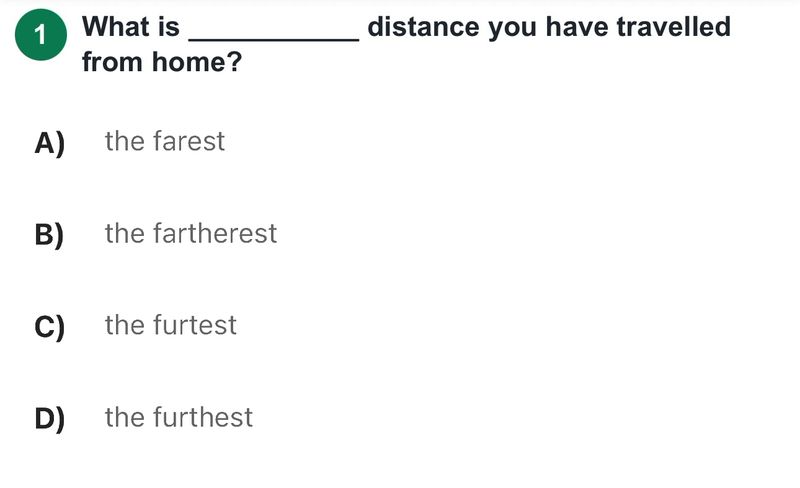 1 What is ___________ distance you have travelled
from home?
A) the farest
B) the fartherest
C) the furtest
D) the furthest